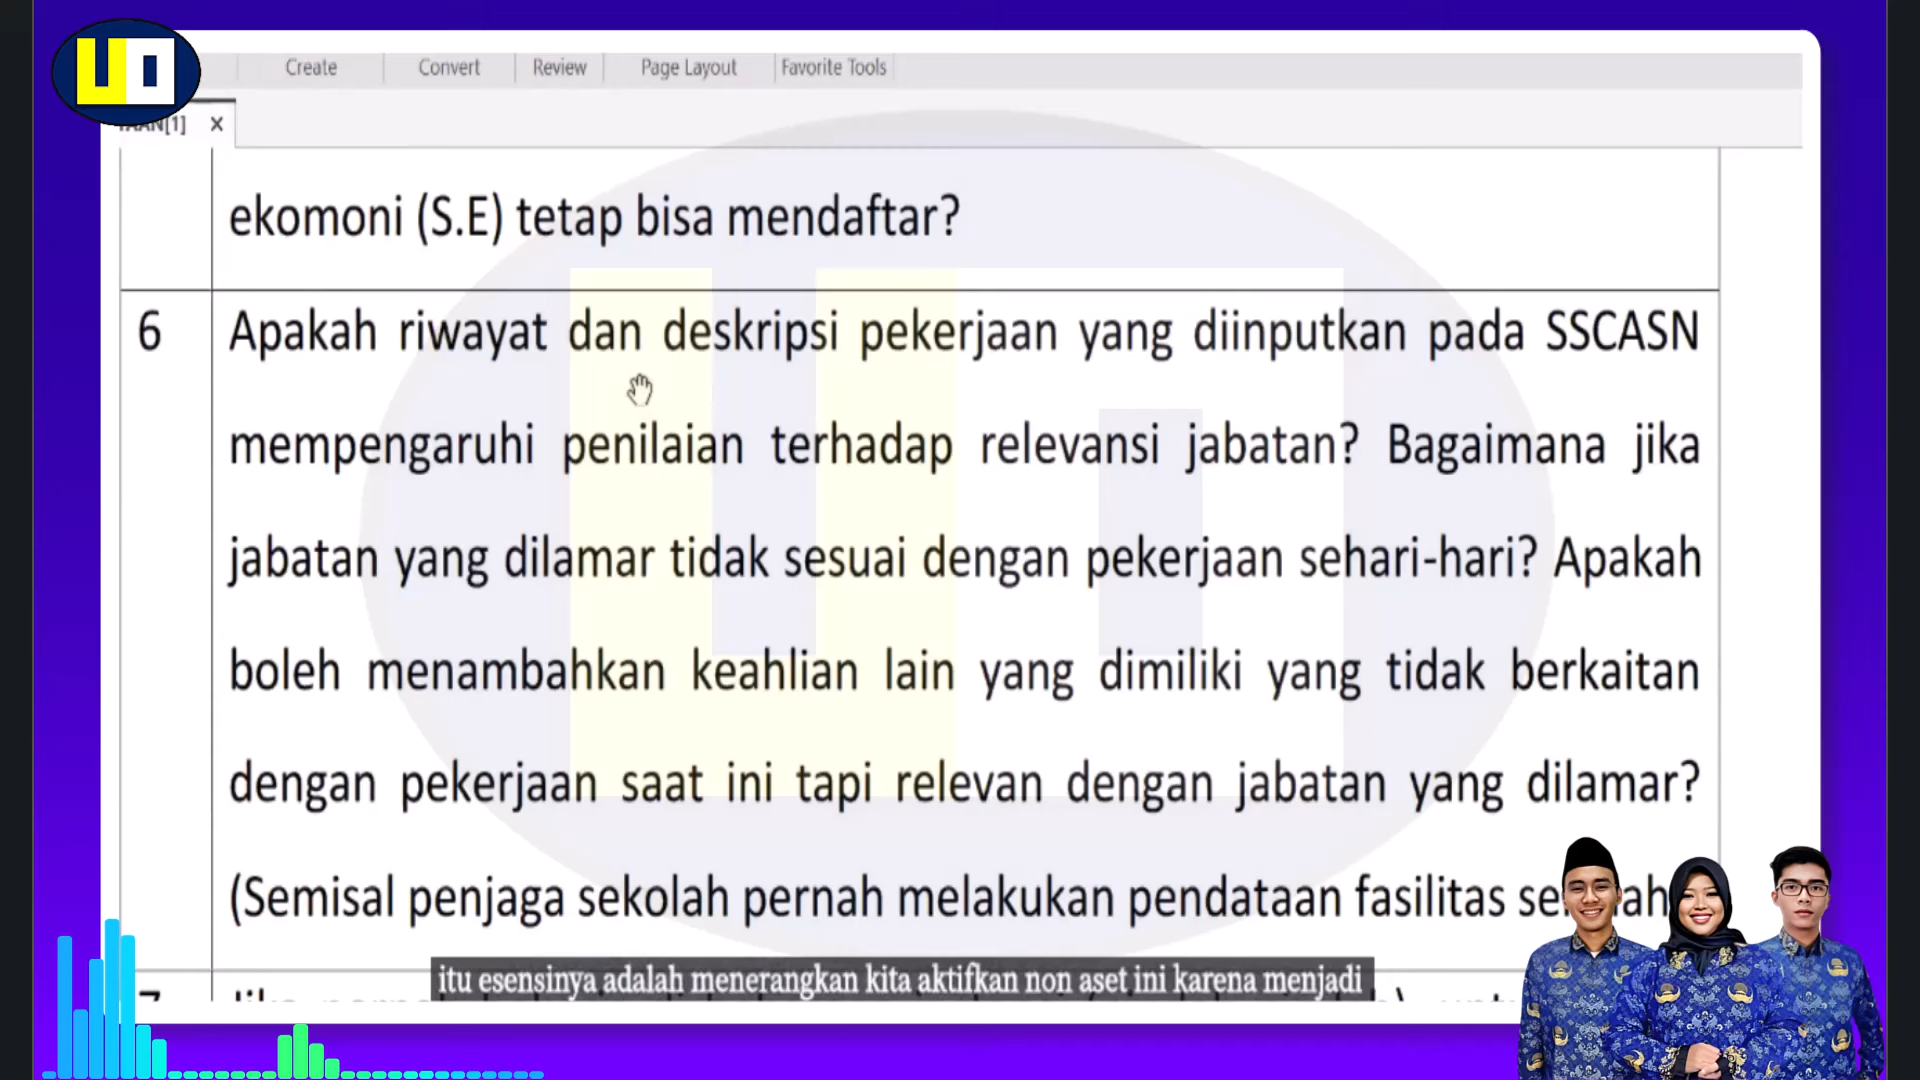 Create Convert Review Page Layout Favorite Tools
[1] X
ekomoni (S.E) tetap bisa mendaftar?
6 Apakah riwayat dan deskripsi pekerjaan yang diinputkan pada SSCASN
mempengaruhi penilaian terhadap relevansi jabatan? Bagaimana jika
jabatan yang dilamar tidak sesuai dengan pekerjaan sehari-hari? Apakah
boleh menambahkan keahlian lain yang dimiliki yang tidak berkaitan
dengan pekerjaan saat ini tapi relevan dengan jabatan yang dilamar?
(Semisal penjaga sekolah pernah melakukan pendataan fasilitas
itu esensinya adalah menerangkan kita aktifkan non aset ini karena menjadi